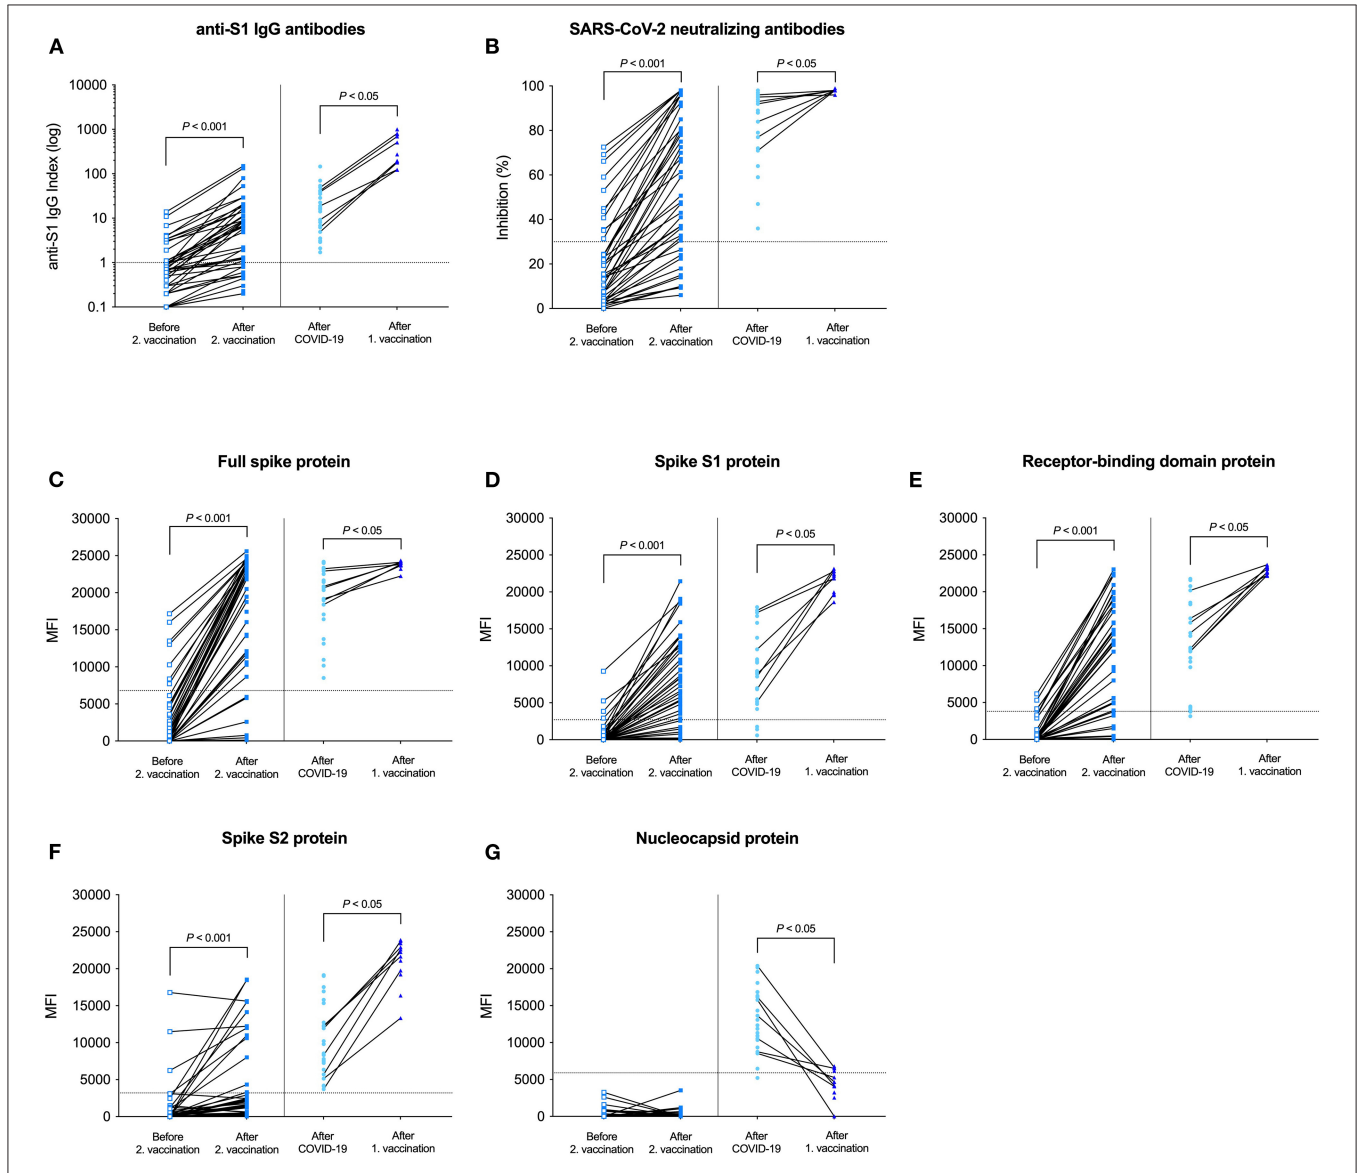 anti-S1 IgG antibodies
A
anti-S1 IgG Index (log)
10000
1000
100
10
1
0.1
P < 0.001
P < 0.05
Before
2. vaccination
After
2. vaccination
After
COVID-19
After
1. vaccination
SARS-CoV-2 neutralizing antibodies
B
Inhibition (%)
100
80
60
40
20
0
P < 0.001
P < 0.05
Before
2. vaccination
After
2. vaccination
After
COVID-19
After
1. vaccination
Full spike protein
C
MFI
30000
25000
20000
15000
10000
5000
0
P < 0.001
P < 0.05
Before
2. vaccination
After
2. vaccination
After
COVID-19
After
1. vaccination
Spike S1 protein
D
MFI
30000
25000
20000
15000
10000
5000
0
P < 0.001
P < 0.05
Before
2. vaccination
After
2. vaccination
After
COVID-19
After
1. vaccination
Receptor-binding domain protein
E
MFI
30000
25000
20000
15000
10000
5000
0
P < 0.001
P < 0.05
Before
2. vaccination
After
2. vaccination
After
COVID-19
After
1. vaccination
Spike S2 protein
F
MFI
30000
25000
20000
15000
10000
5000
0
P < 0.001
P < 0.05
Before
2. vaccination
After
2. vaccination
After
COVID-19
After
1. vaccination
Nucleocapsid protein
G
MFI
30000
25000
20000
15000
10000
5000
0
P < 0.05
Before
2. vaccination
After
2. vaccination
After
COVID-19
After
1. vaccination